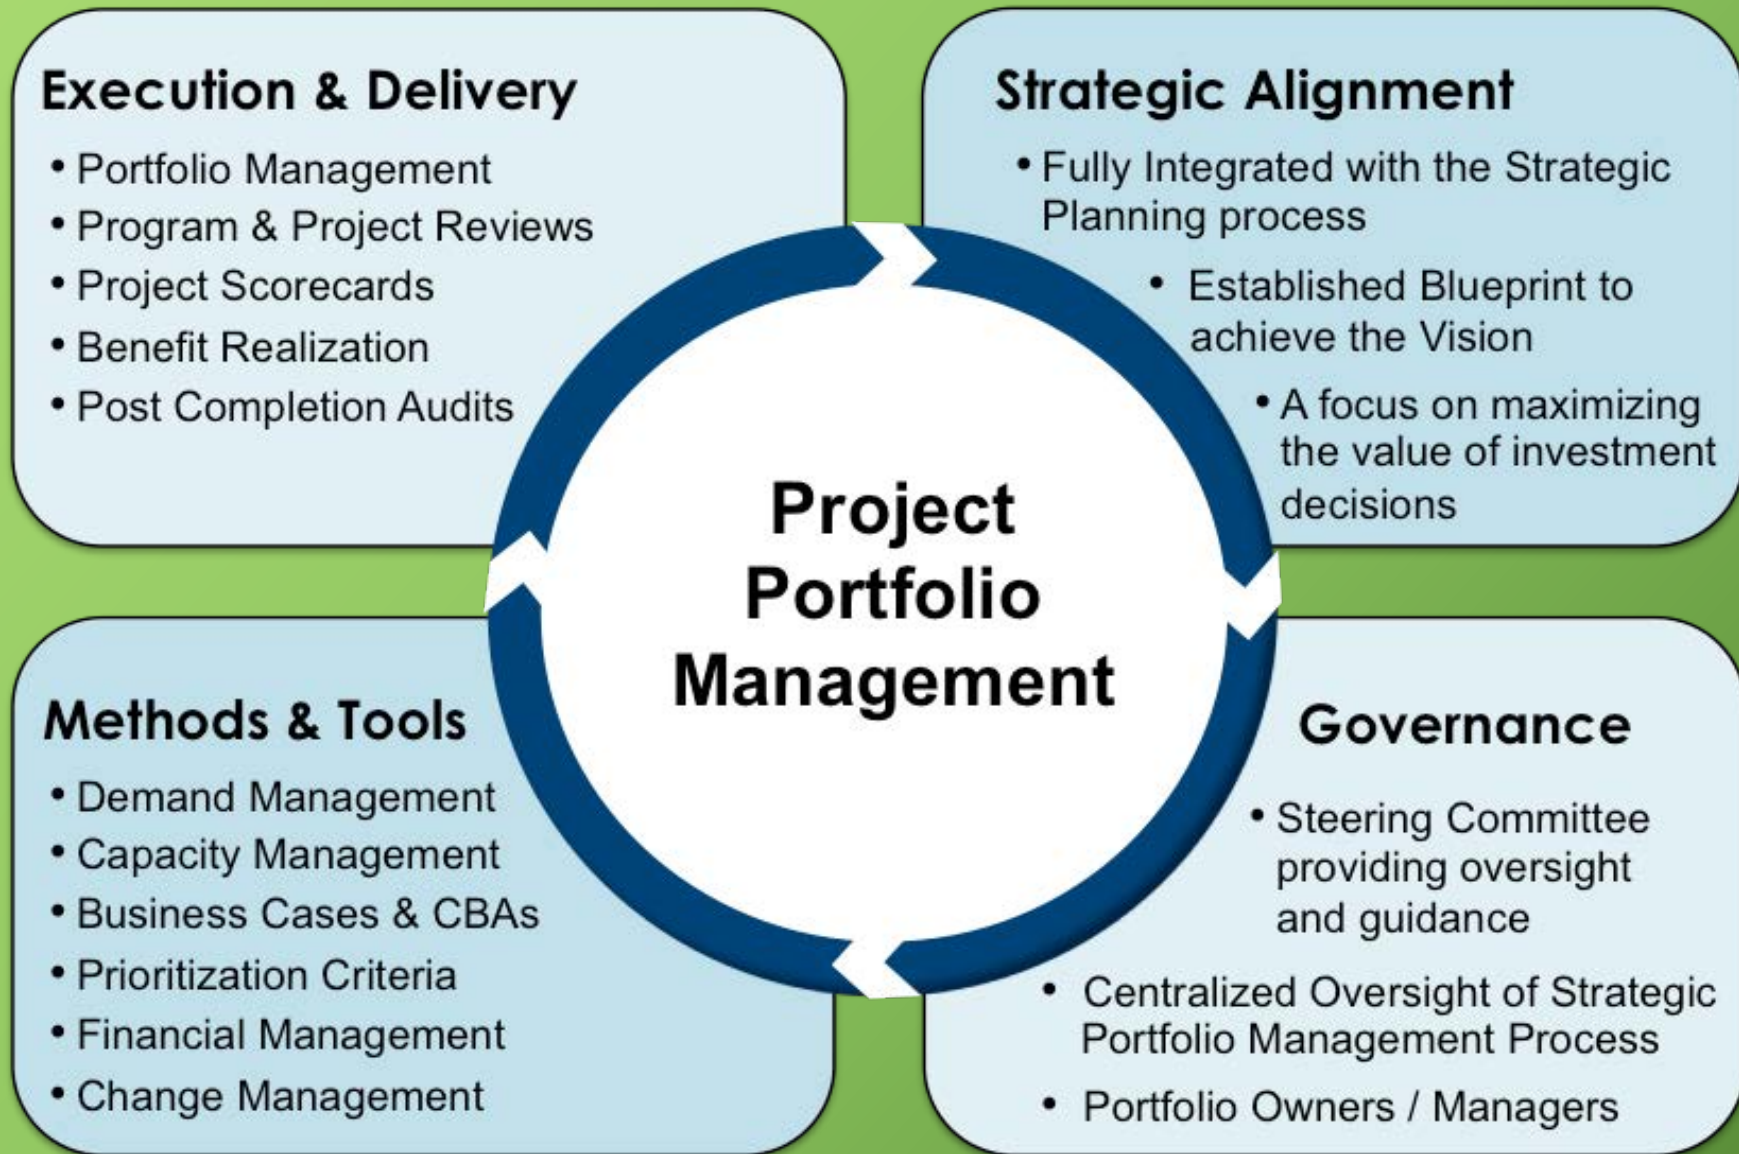 Execution & Delivery
• Portfolio Management
• Program & Project Reviews
• Project Scorecards
• Benefit Realization
• Post Completion Audits
Strategic Alignment
• Fully Integrated with the Strategic
Planning process
• Established Blueprint to
achieve the Vision
• A focus on maximizing
the value of investment
decisions
Project
Portfolio
Management
Methods & Tools
• Demand Management
• Capacity Management
• Business Cases & CBAs
• Prioritization Criteria
• Financial Management
• Change Management
Governance
• Steering Committee
providing oversight
and guidance
• Centralized Oversight of Strategic
Portfolio Management Process
• Portfolio Owners / Managers